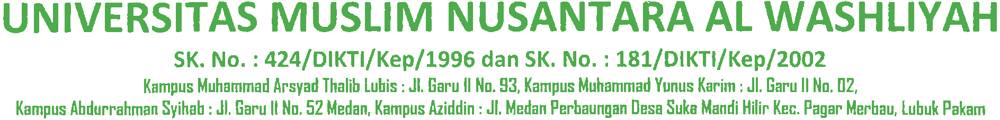 UNIVERSITAS MUSLIM NUSANTARA AL WASHLIYAH
SK. No. : 424/DIKTI/Kep/1996 dan SK. No. : 181/DIKTI/Kep/2002
Kampus Muhammad Arsyad Thalib Lubis : Jl. Garu II No. 93, Kampus Muhammad Yunus Karim : Jl. Garu II No. 02,
Kampus Abdurrahman Syihab : Jl. Garu II No. 52 Medan, Kampus Aziddin : Jl. Medan Perbaungan Desa Suka Mandi Hilir Kec. Pagar Merbau, Lubuk Pakam